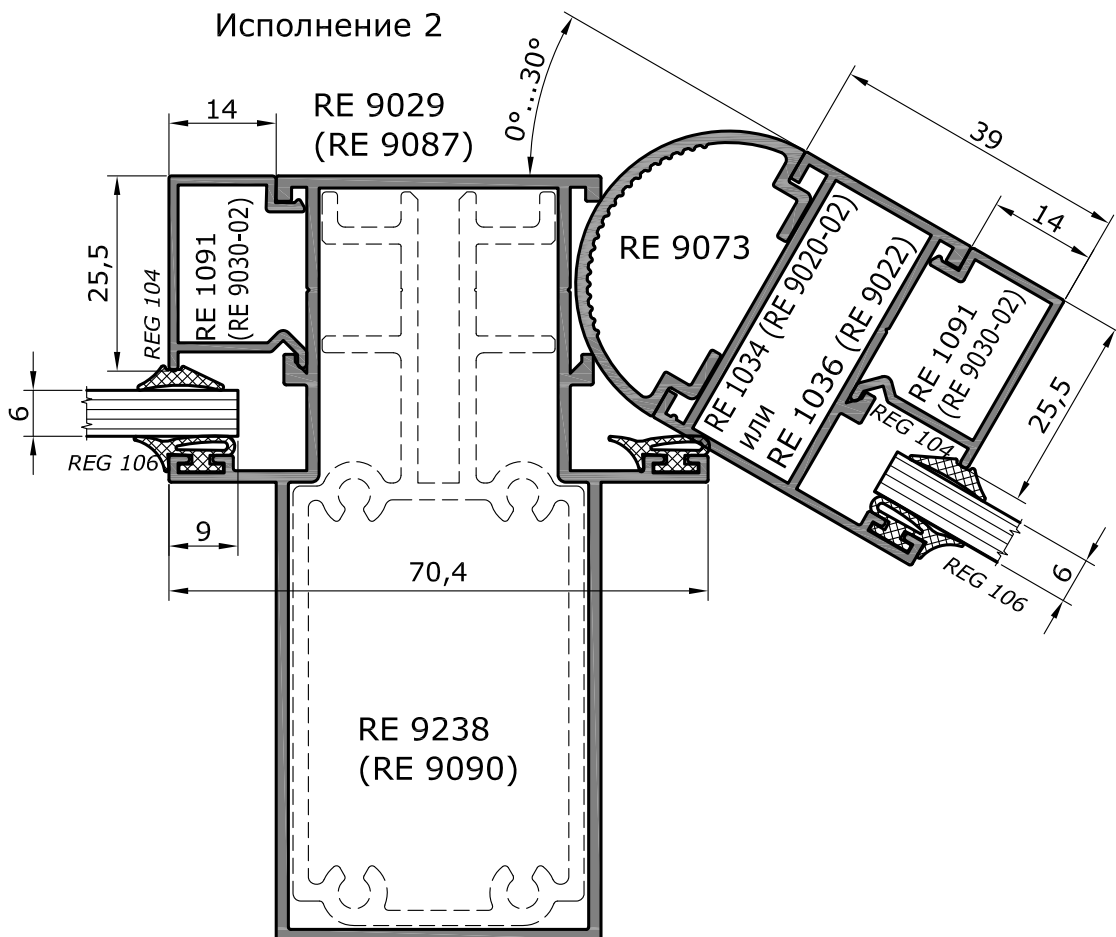 Исполнение 2
0°...30°
14
RE 9029
(RE 9087)
39
14
25,5
REG 104
RE 1091
(RE 9030-02)
RE 9073
RE 1034 (RE 9020-02)
или
RE 1036 (RE 9022)
RE 1091
(RE 9030-02)
REG 104
25,5
6
REG 106
9
70,4
6
REG 106
RE 9238
(RE 9090)